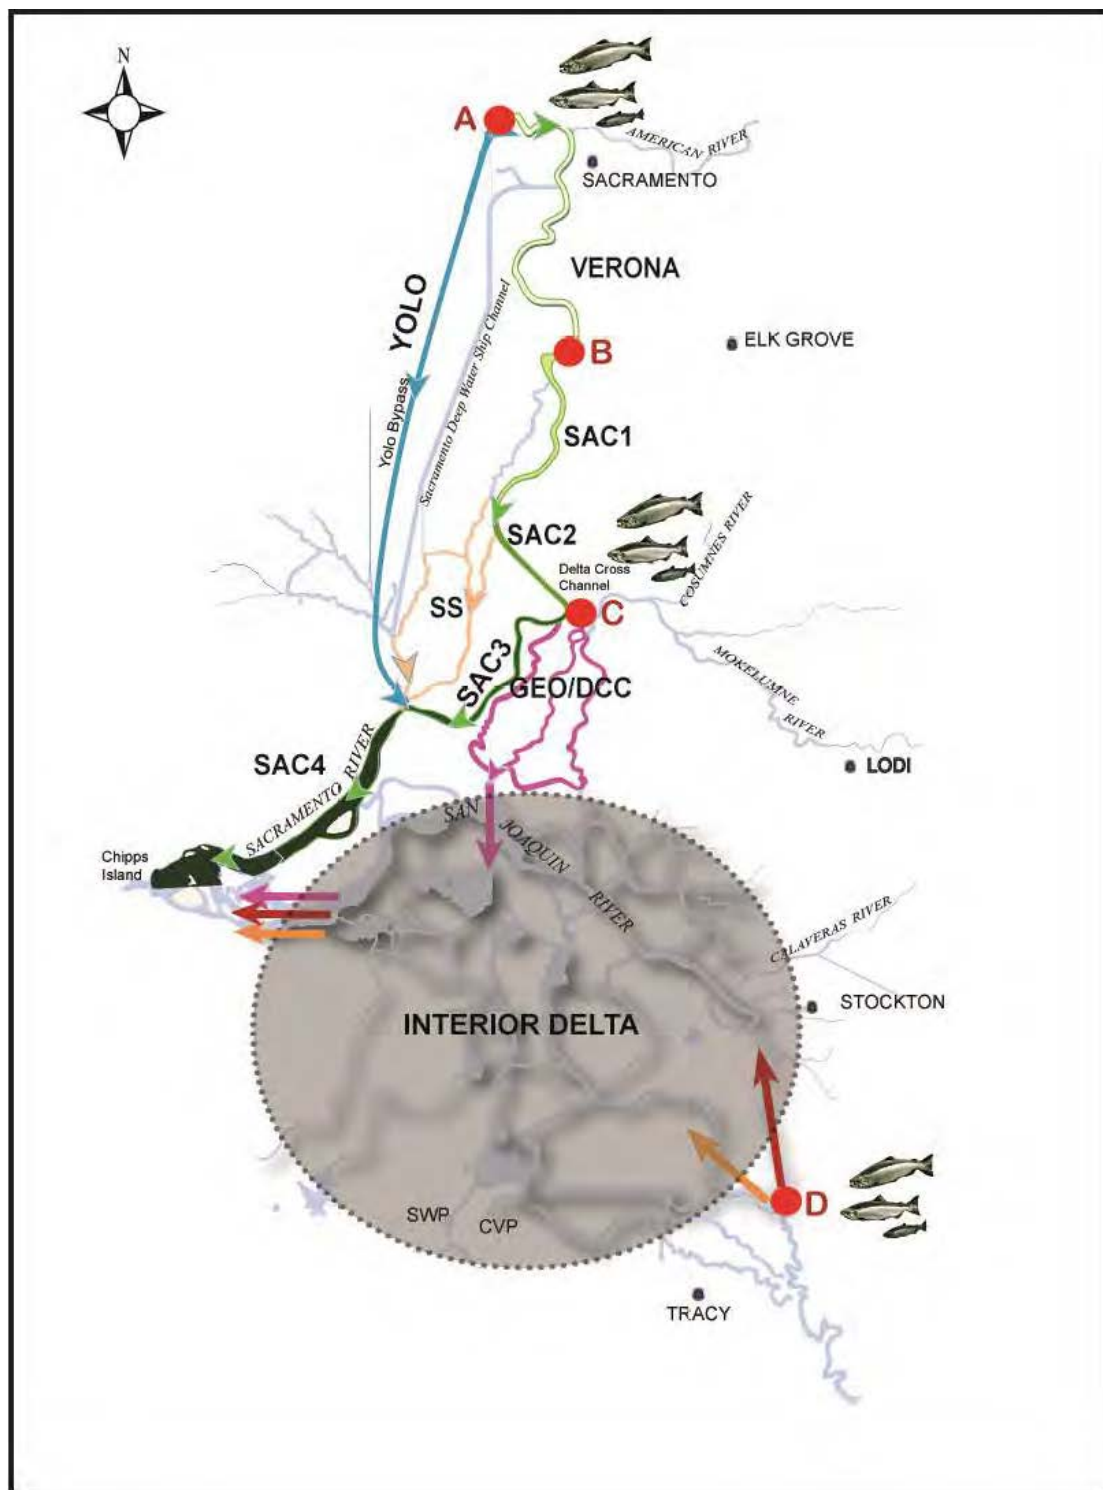 N
A
AMERICAN RIVER
SACRAMENTO
VERONA
YOLO
Yolo Bypass
Sacramento Deep Water Ship Channel
B
ELK GROVE
SAC1
SAC2
Delta Cross
Channel
COSUMNES RIVER
C
SS
SAC3
GEO/DCC
MOKELUMNE
RIVER
LODI
SAC4
SACRAMENTO RIVER
SAN
JOAQUIN
RIVER
Chipps
Island
CALAVERAS RIVER
STOCKTON
INTERIOR DELTA
D
SWP
CVP
TRACY